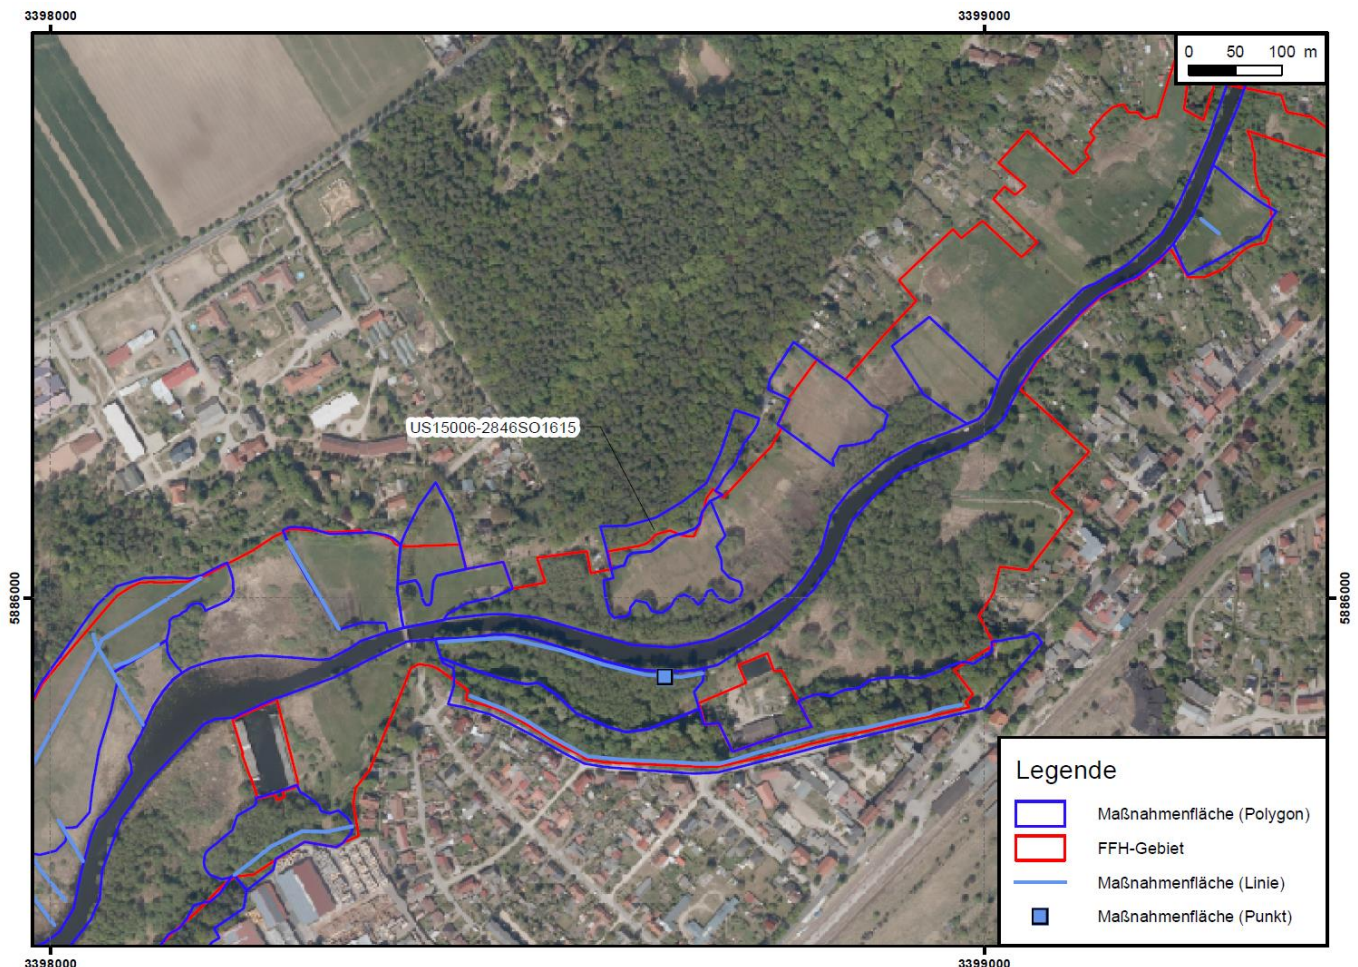 3398000
3399000
0 50 100 m
US15006-2846SO1615
5886000
5886000
Legende
Maßnahmenfläche (Polygon)
FFH-Gebiet
Maßnahmenfläche (Linie)
Maßnahmenfläche (Punkt)
3398000
3399000